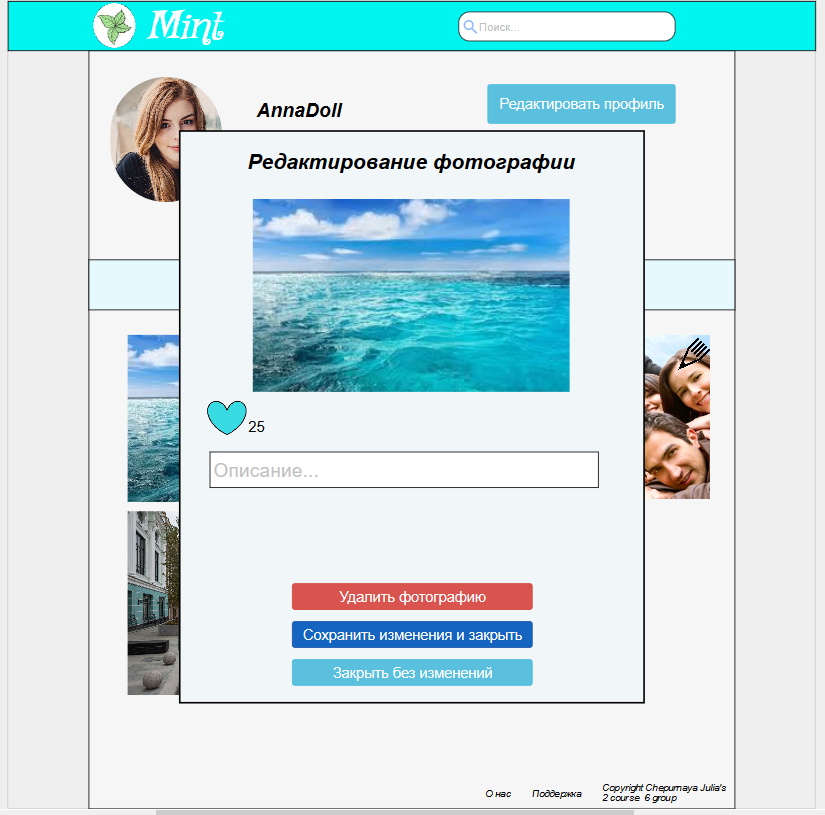 Mint
Поиск...
AnnaDoll
Редактировать профиль
Редактирование фотографии
25
Описание...
Удалить фотографию
Сохранить изменения и закрыть
Закрыть без изменений
О нас
Поддержка
Copyright Chepurnaya Julia's
2 course 6 group